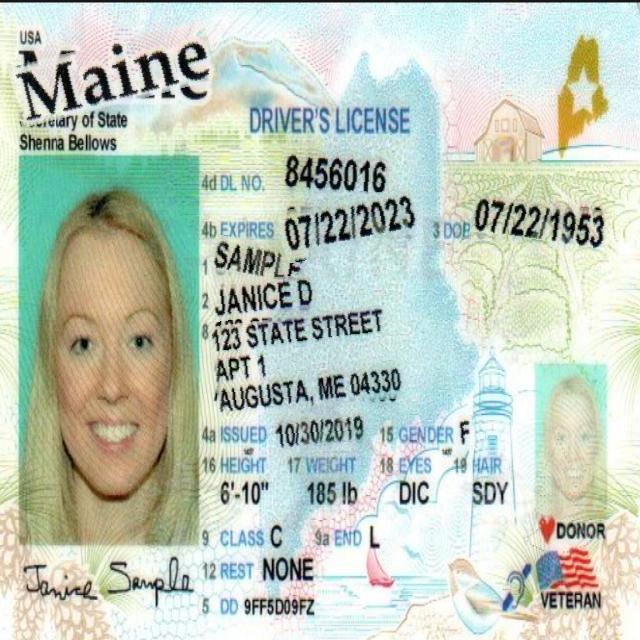 USA
Maine
Secretary of State
Shenna Bellows
DRIVER'S LICENSE
4d DL NO. 8456016
4b EXPIRES 07/22/2023 3 DOB 07/22/1953
1 SAMPLE
2 JANICE D
8 123 STATE STREET
APT 1
AUGUSTA, ME 04330
4a ISSUED 10/30/2019 15 GENDER F
16 HEIGHT 17 WEIGHT 18 EYES 19 HAIR
6'-10" 185 lb DIC SDY
9 CLASS C 9a END L
DONOR
Janice Sample
12 REST NONE
VETERAN
5 DD 9FF5D09FZ